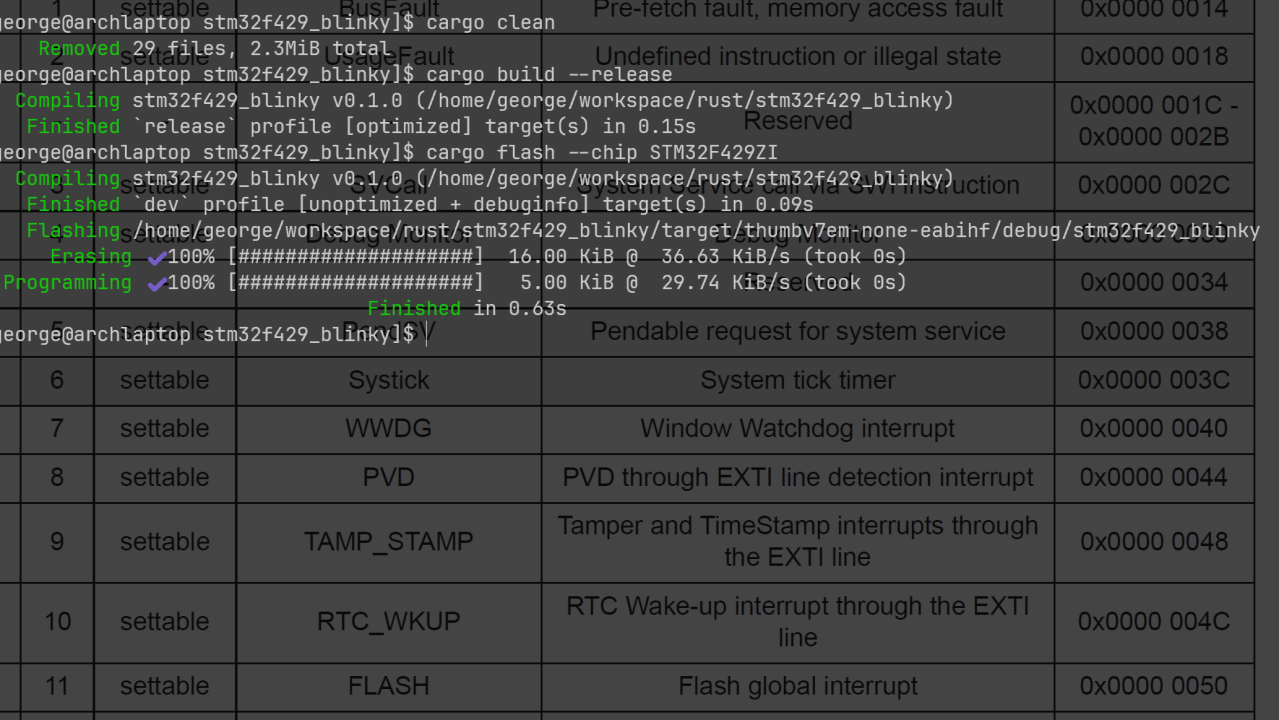 1 settable BusFault Pre-fetch fault, memory access fault 0x0000 0014
george@archlaptop stm32f429_blinky]$ cargo clean
Removed 29 files, 2.3MiB total
2 settable UsageFault Undefined instruction or illegal state 0x0000 0018
george@archlaptop stm32f429_blinky]$ cargo build --release
Compiling stm32f429_blinky v0.1.0 (/home/george/workspace/rust/stm32f429_blinky)
Reserved 0x0000 001C - 0x0000 002B
Finished `release` profile [optimized] target(s) in 0.15s
george@archlaptop stm32f429_blinky]$ cargo flash --chip STM32F429ZI
Compiling stm32f429_blinky v0.1.0 (/home/george/workspace/rust/stm32f429_blinky)
3 settable SVCall System Service call via SWI instruction 0x0000 002C
Finished `dev` profile [unoptimized + debuginfo] target(s) in 0.09s
Flashing /home/george/workspace/rust/stm32f429_blinky/target/thumbv7em-none-eabihf/debug/stm32f429_blinky
4 settable Debug Monitor Debug Monitor
Erasing ✔100% [####################] 16.00 KiB @ 36.63 KiB/s (took 0s)
Programming ✔100% [####################] 5.00 KiB @ 29.74 KiB/s (took 0s)
Reserved 0x0000 0034
Finished in 0.63s
george@archlaptop stm32f429_blinky]$
5 settable PendSV Pendable request for system service 0x0000 0038
6 settable Systick System tick timer 0x0000 003C
7 settable WWDG Window Watchdog interrupt 0x0000 0040
8 settable PVD PVD through EXTI line detection interrupt 0x0000 0044
9 settable TAMP_STAMP Tamper and TimeStamp interrupts through the EXTI line 0x0000 0048
10 settable RTC_WKUP RTC Wake-up interrupt through the EXTI line 0x0000 004C
11 settable FLASH Flash global interrupt 0x0000 0050